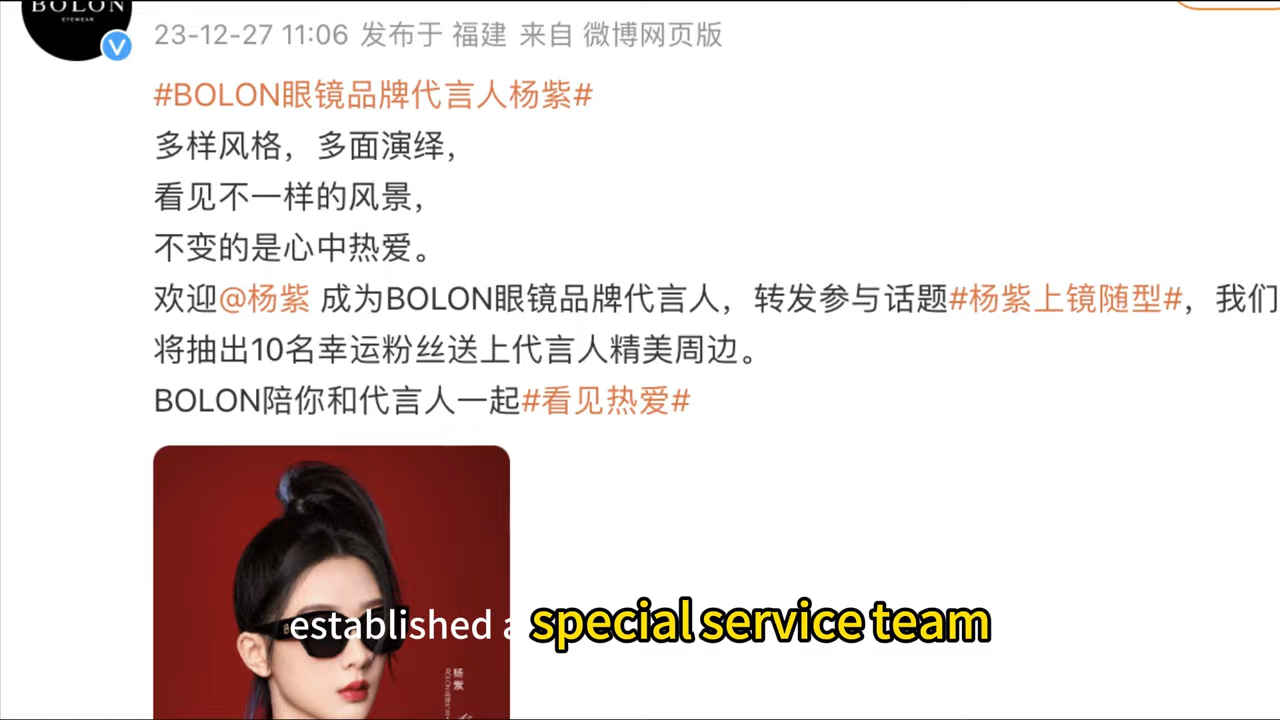 BOLON
EYEWEAR
23-12-27 11:06 发布于 福建 来自 微博网页版
#BOLON眼镜品牌代言人杨紫#
多样风格，多面演绎，
看见不一样的风景，
不变的是心中热爱。
欢迎@杨紫 成为BOLON眼镜品牌代言人，转发参与话题#杨紫上镜随型#，我们
将抽出10名幸运粉丝送上代言人精美周边。
BOLON陪你和代言人一起#看见热爱#
established a special service team
杨紫